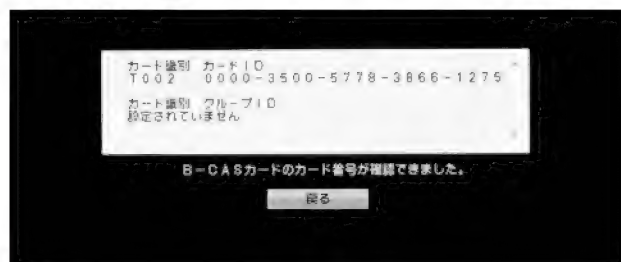 カード識別 カードID
T002 0000-3500-5778-3866-1275
カード識別 グループID
設定されていません
B-CASカードのカード番号が確認できました。
戻る